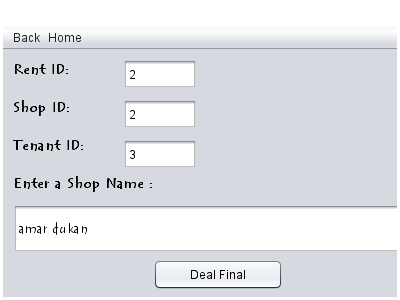 Back Home
Rent ID: 2
Shop ID: 2
Tenant ID: 3
Enter a Shop Name :
amar dukan
Deal Final